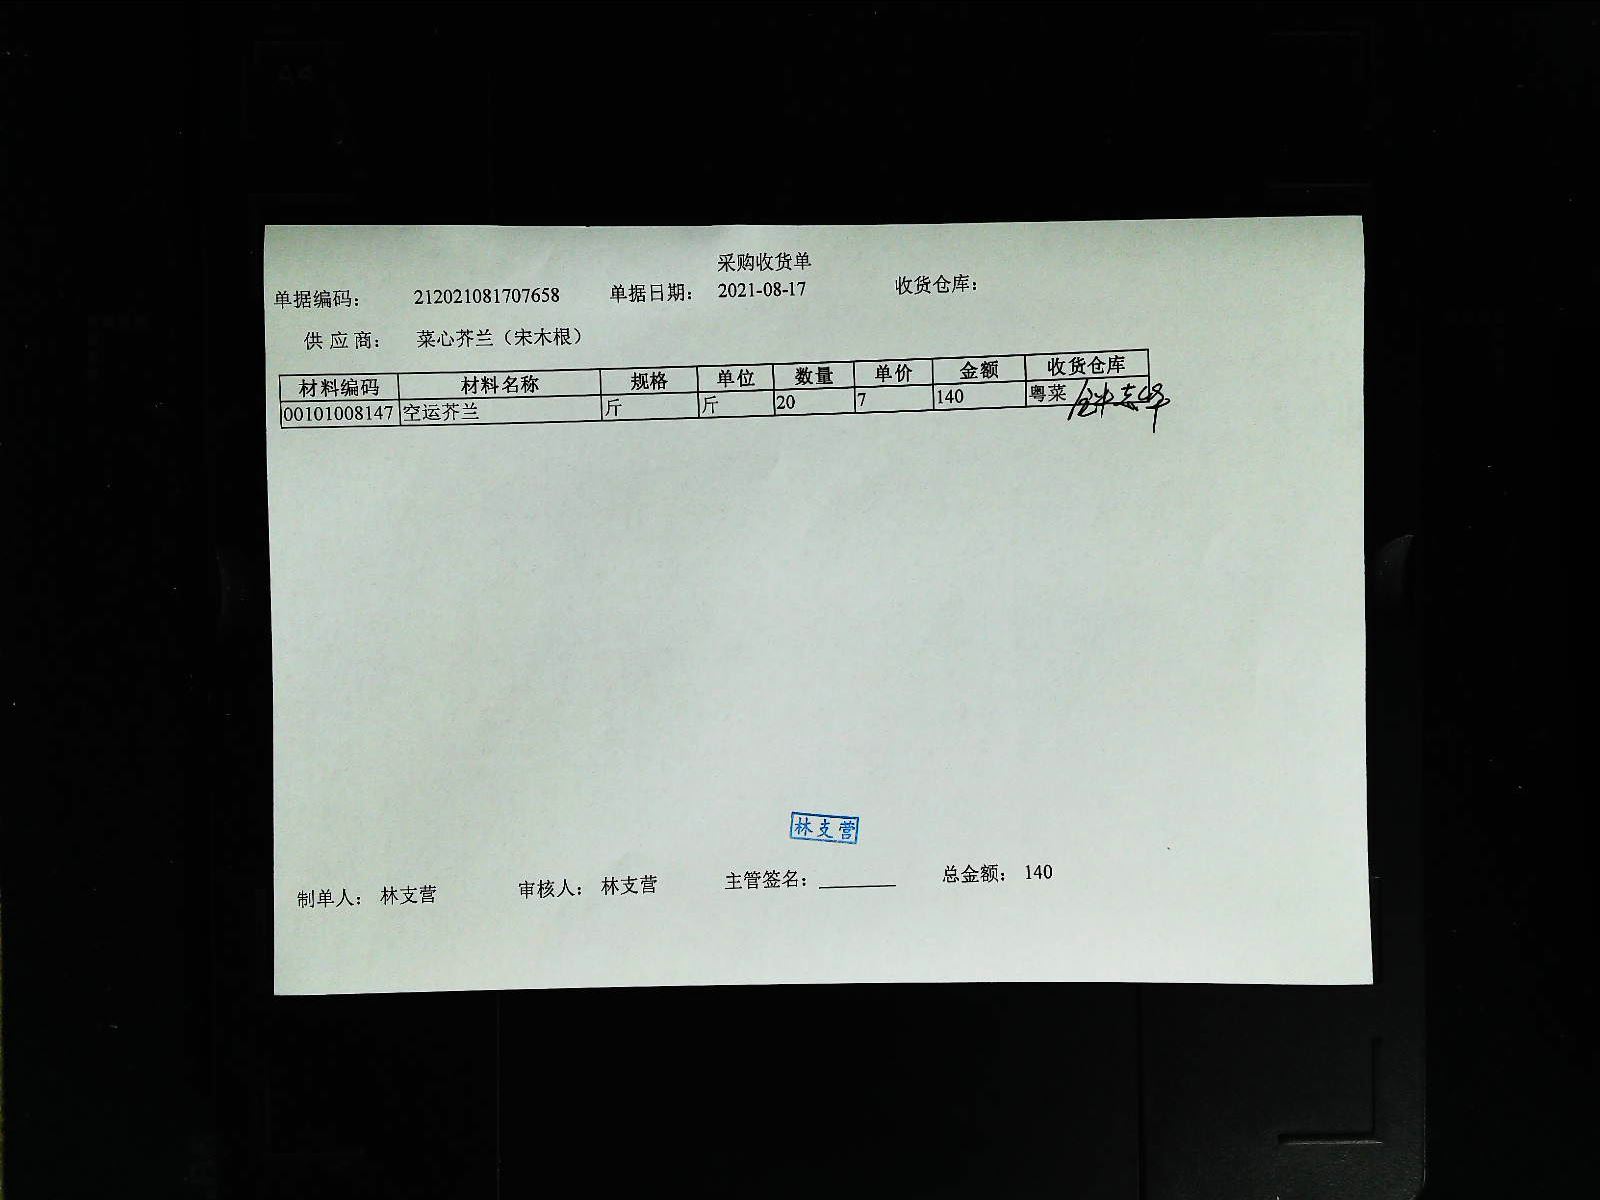 采购收货单
单据编码： 212021081707658 单据日期： 2021-08-17 收货仓库：
供 应 商： 菜心芥兰（宋木根）
材料编码 材料名称 规格 单位 数量 单价 金额 收货仓库
00101008147 空运芥兰 斤 斤 20 7 140 粤菜
林支营
制单人： 林支营 审核人： 林支营 主管签名： 总金额： 140